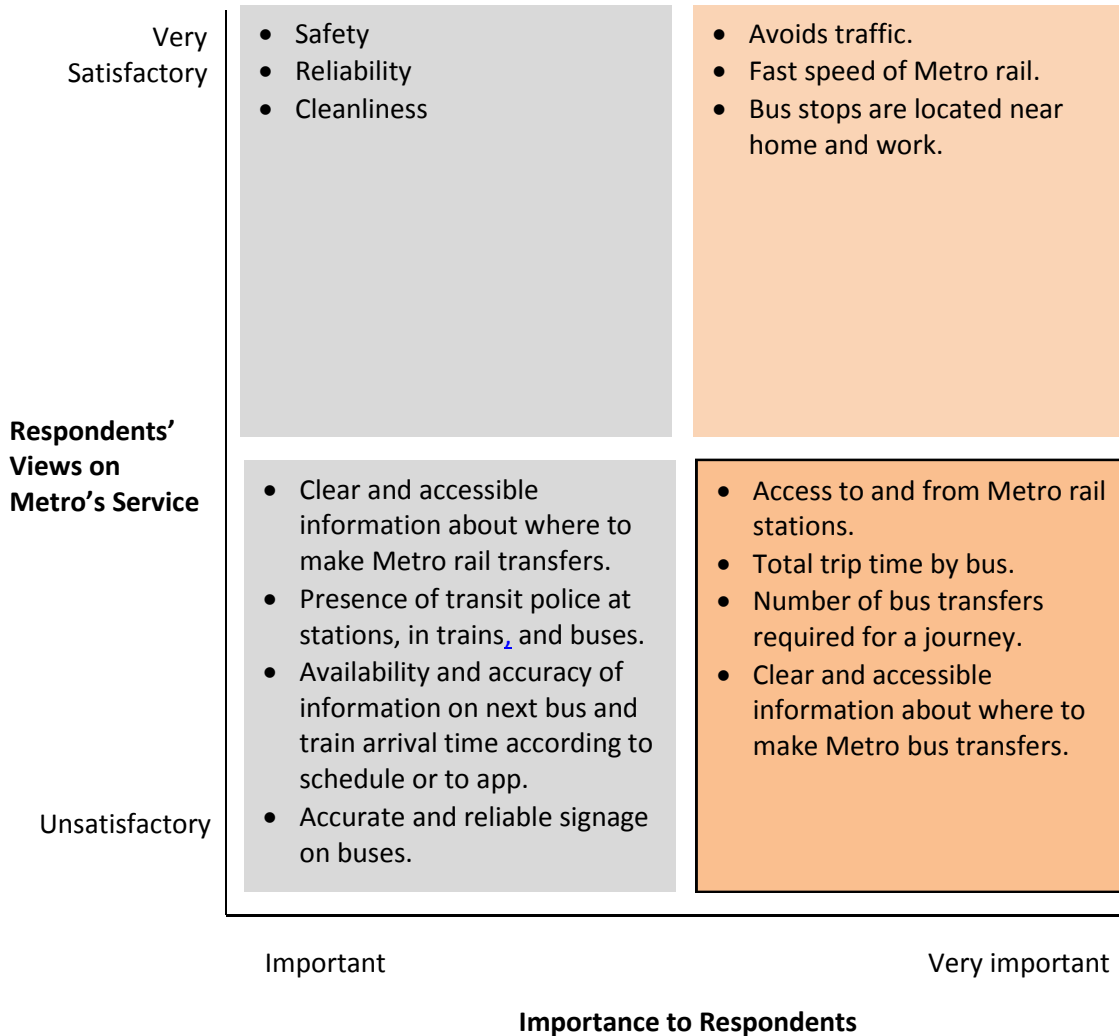 Very
Satisfactory
• Safety
• Reliability
• Cleanliness
• Avoids traffic.
• Fast speed of Metro rail.
• Bus stops are located near
home and work.
Respondents’
Views on
Metro’s Service
• Clear and accessible
information about where to
make Metro rail transfers.
• Presence of transit police at
stations, in trains, and buses.
• Availability and accuracy of
information on next bus and
train arrival time according to
schedule or to app.
• Accurate and reliable signage
on buses.
• Access to and from Metro rail
stations.
• Total trip time by bus.
• Number of bus transfers
required for a journey.
• Clear and accessible
information about where to
make Metro bus transfers.
Unsatisfactory
Important
Very important
Importance to Respondents